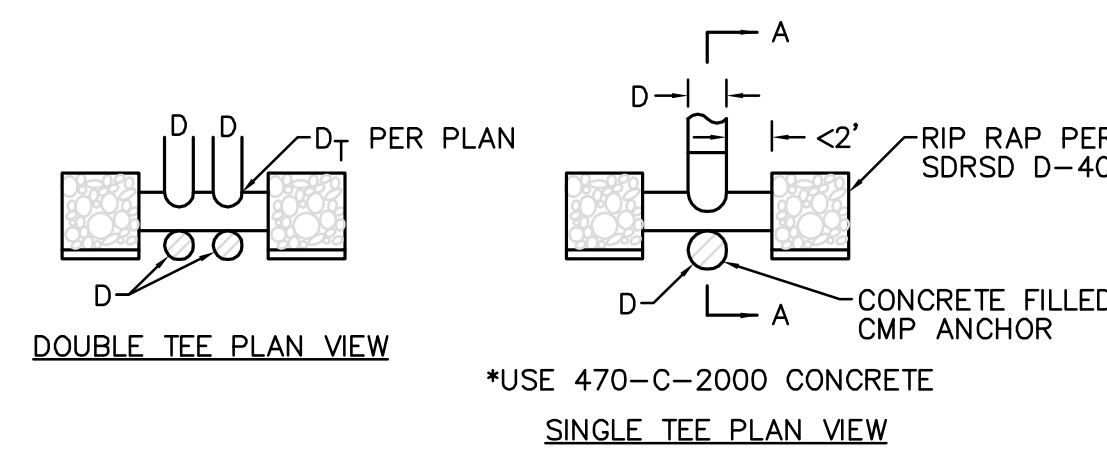 D D
D_T PER PLAN
D
DOUBLE TEE PLAN VIEW
A
D
<2'
RIP RAP PER
SDRSD D-40
D
A
CONCRETE FILLED
CMP ANCHOR
*USE 470-C-2000 CONCRETE
SINGLE TEE PLAN VIEW